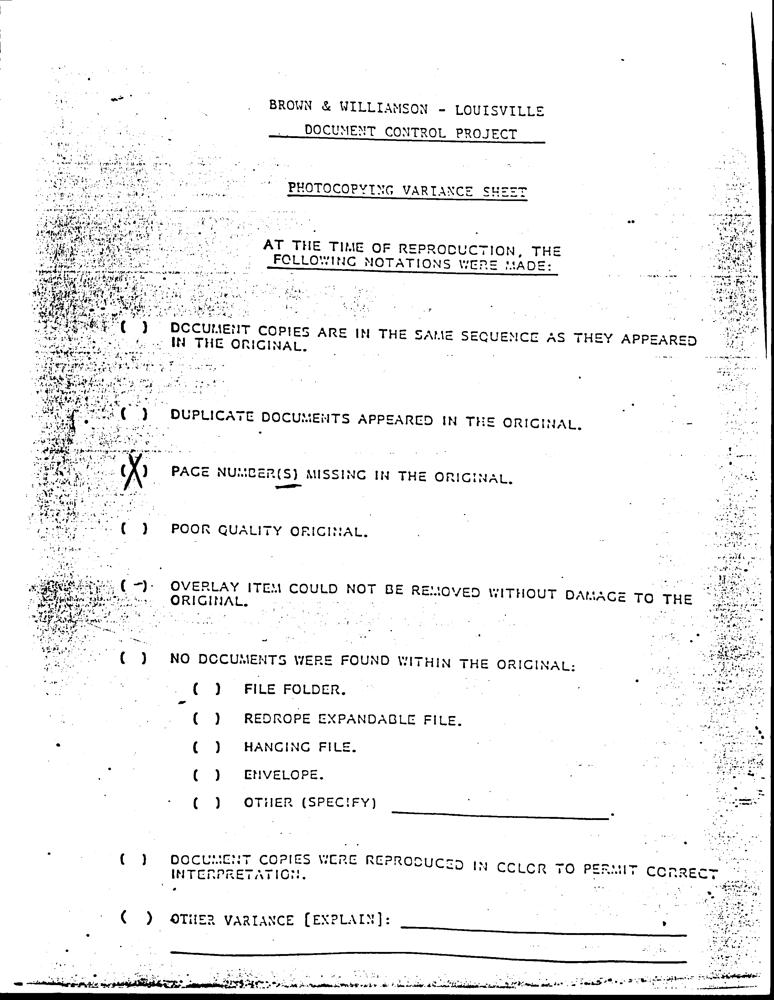 BROWN & WILLIAMSON - LOUISVILLE
DOCUMENT CONTROL PROJECT
PHOTOCOPYING VARIANCE SHEET
AT THE TIME OF REPRODUCTION, THE
FOLLOWING NOTATIONS WERE MADE:
( ) DOCUMENT COPIES ARE IN THE SAME SEQUENCE AS THEY APPEARED
IN THE ORIGINAL.
( ) DUPLICATE DOCUMENTS APPEARED IN THE ORIGINAL.
(X) PAGE NUMBER(S) MISSING IN THE ORIGINAL.
( ) POOR QUALITY ORIGINAL.
( -) OVERLAY ITEM COULD NOT BE REMOVED WITHOUT DAMAGE TO THE
ORIGINAL.
( ) NO DOCUMENTS WERE FOUND WITHIN THE ORIGINAL:
( ) FILE FOLDER.
( ) REDROPE EXPANDABLE FILE.
( ) HANGING FILE.
( ) ENVELOPE.
( ) OTHER (SPECIFY)
( ) DOCUMENT COPIES WERE REPRODUCED IN COLOR TO PERMIT CORRECT
INTERPRETATION.
( ) OTHER VARIANCE [EXPLAIN]: